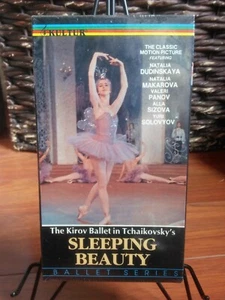 KULTUR
THE CLASSIC
MOTION PICTURE
FEATURING
NATALIA
DUDINSKAYA
NATALIA
MAKAROVA
VALERI
PANOV
ALLA
SIZOVA
YURI
SOLOVYOV
The Kirov Ballet in Tchaikovsky's
SLEEPING
BEAUTY
BALLET SERIES